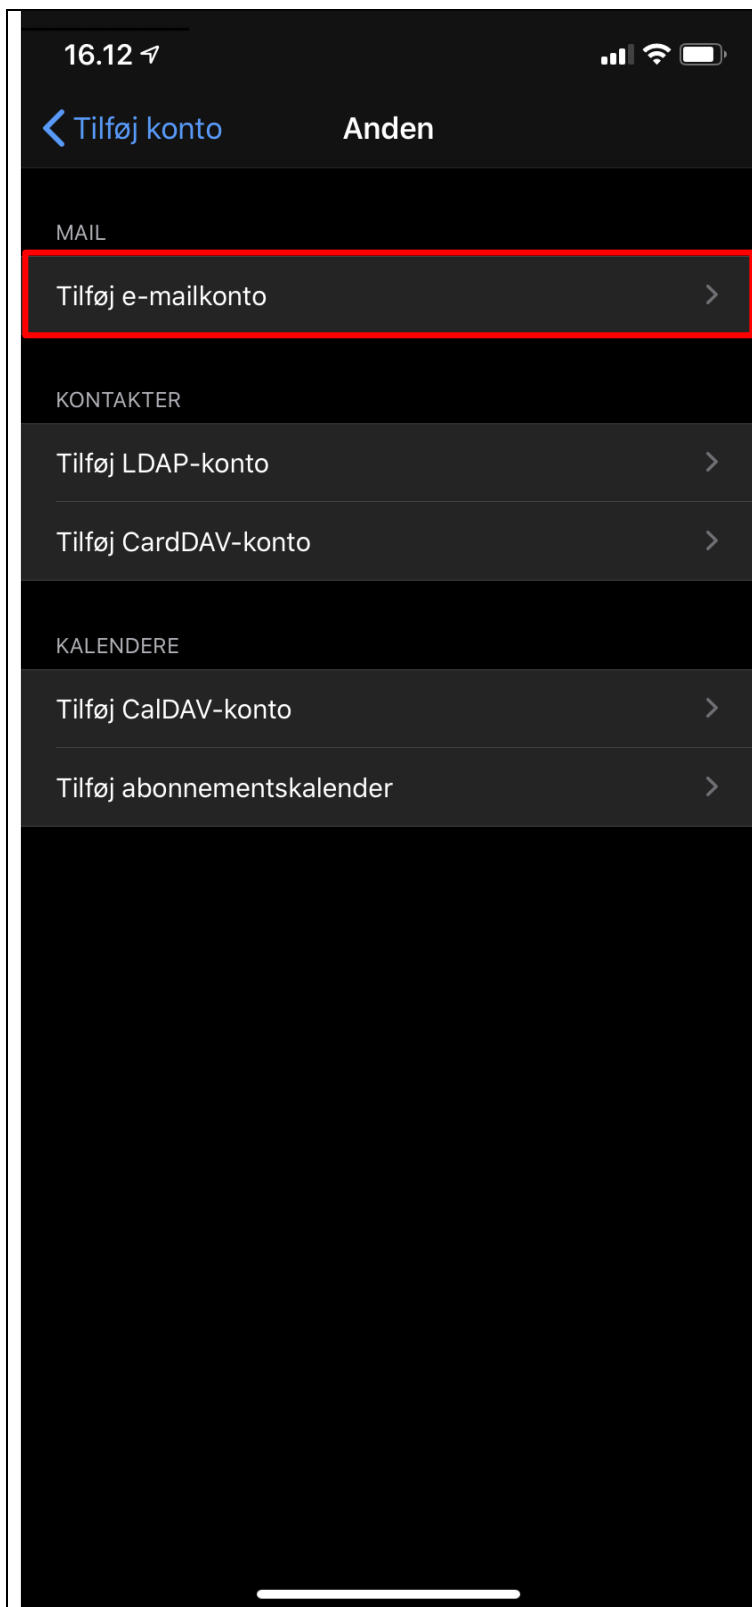 16.12
Tilføj konto
Anden
MAIL
Tilføj e-mailkonto
KONTAKTER
Tilføj LDAP-konto
Tilføj CardDAV-konto
KALENDERE
Tilføj CalDAV-konto
Tilføj abonnementskalender